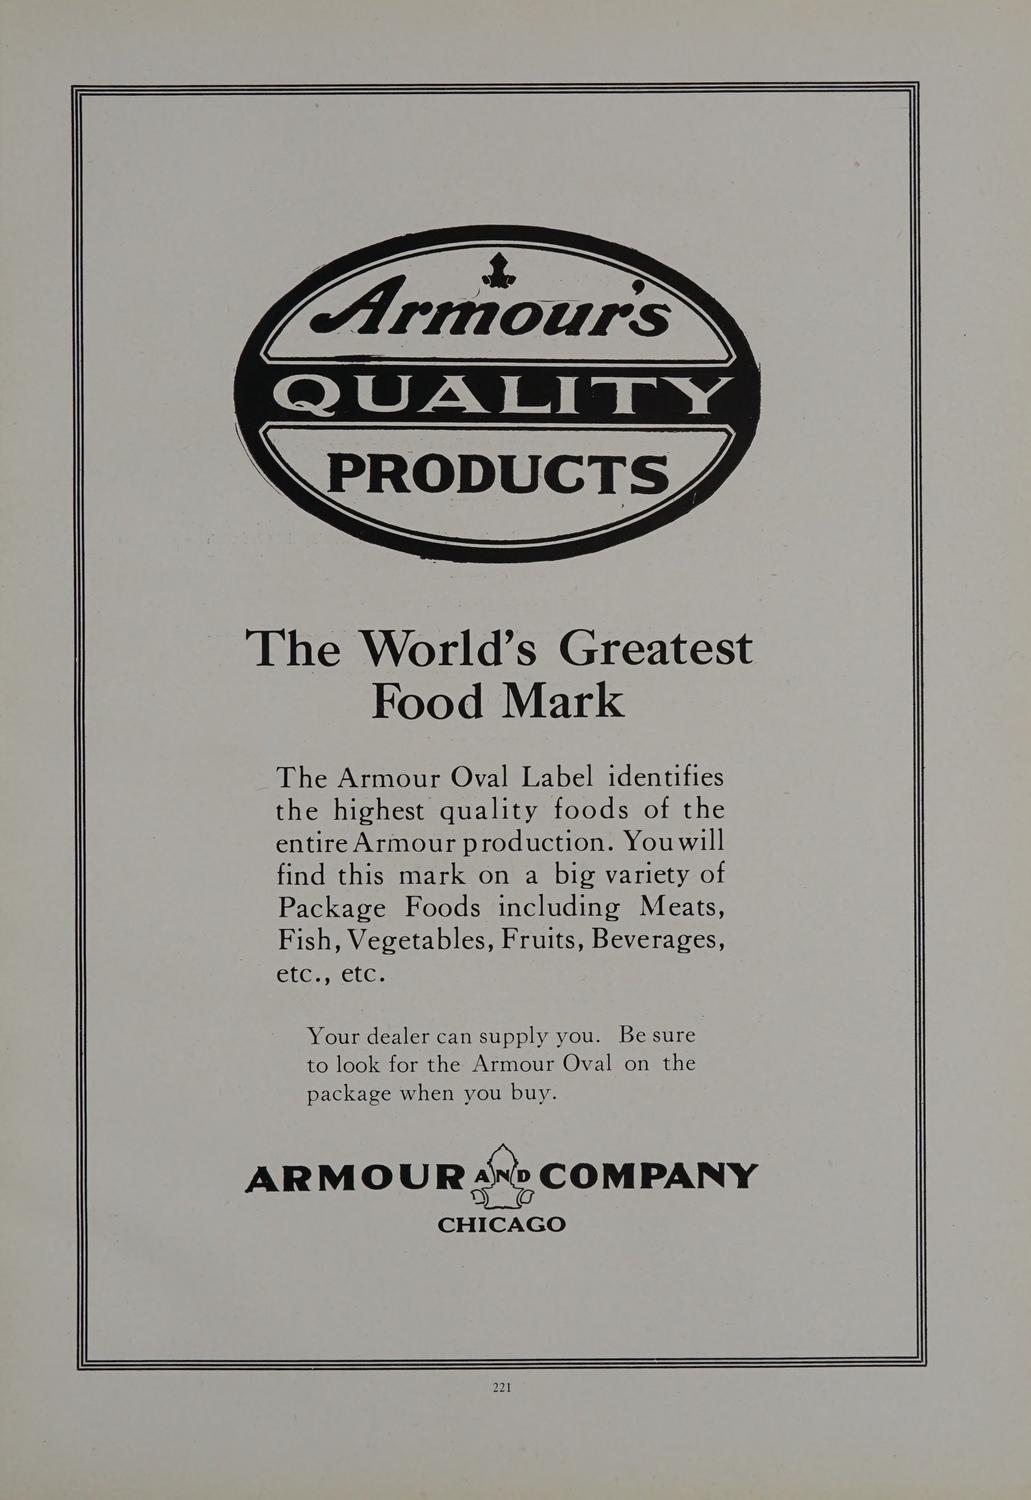 Armour's
QUALITY
PRODUCTS
The World's Greatest
Food Mark
The Armour Oval Label identifies
the highest quality foods of the
entire Armour production. You will
find this mark on a big variety of
Package Foods including Meats,
Fish, Vegetables, Fruits, Beverages,
etc., etc.
Your dealer can supply you. Be sure
to look for the Armour Oval on the
package when you buy.
ARMOUR AND COMPANY
CHICAGO
221